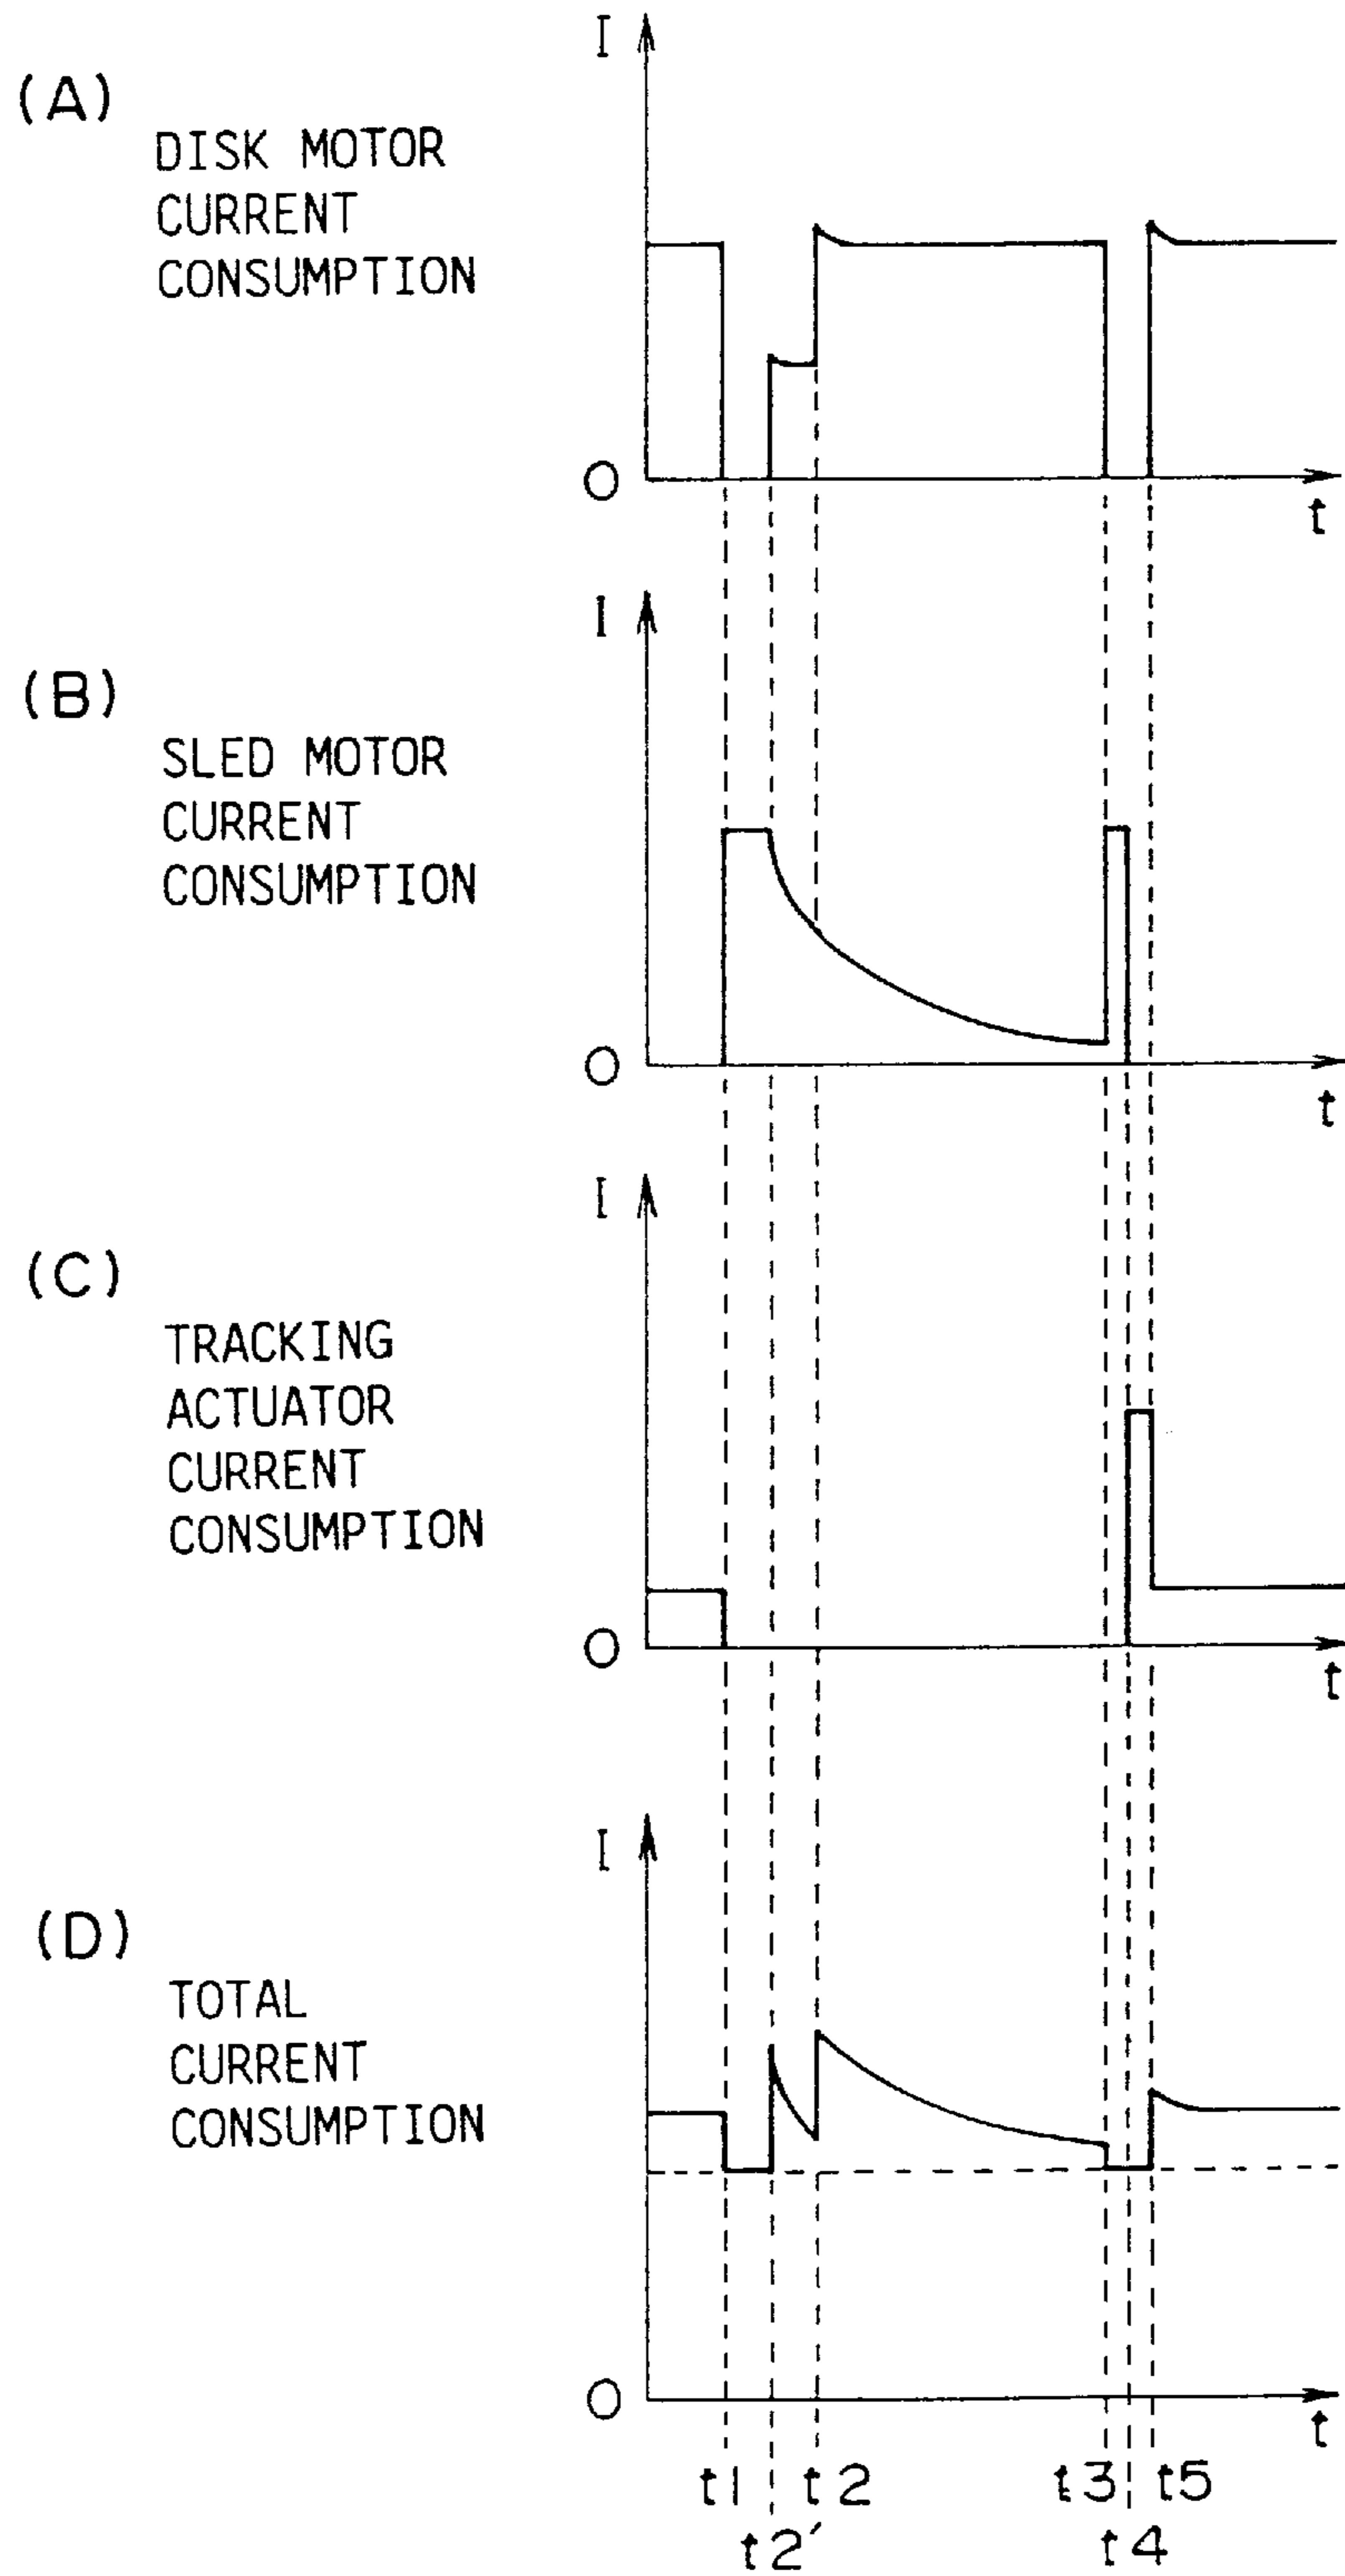 (A)
DISK MOTOR
CURRENT
CONSUMPTION
I
O
t
(B)
SLED MOTOR
CURRENT
CONSUMPTION
I
O
t
(C)
TRACKING
ACTUATOR
CURRENT
CONSUMPTION
I
O
t
(D)
TOTAL
CURRENT
CONSUMPTION
I
O
t
t1 t2 t3 t5
t2' t4